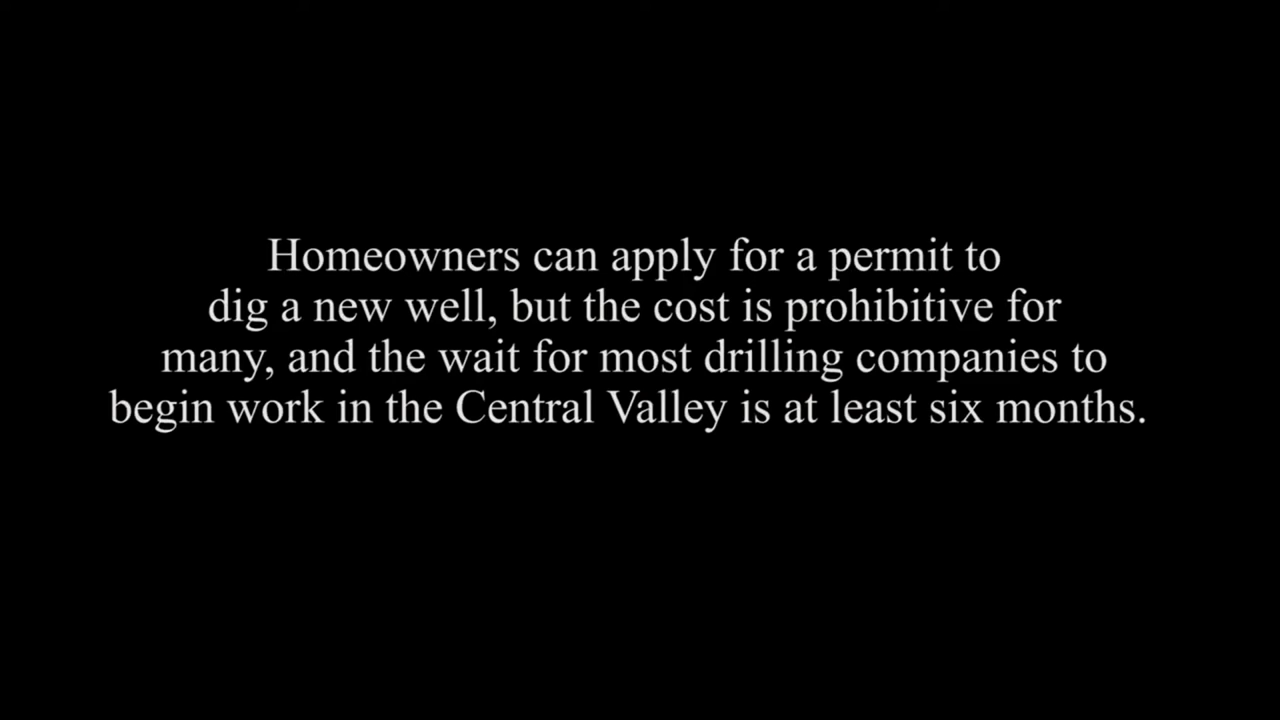 Homeowners can apply for a permit to
dig a new well, but the cost is prohibitive for
many, and the wait for most drilling companies to
begin work in the Central Valley is at least six months.